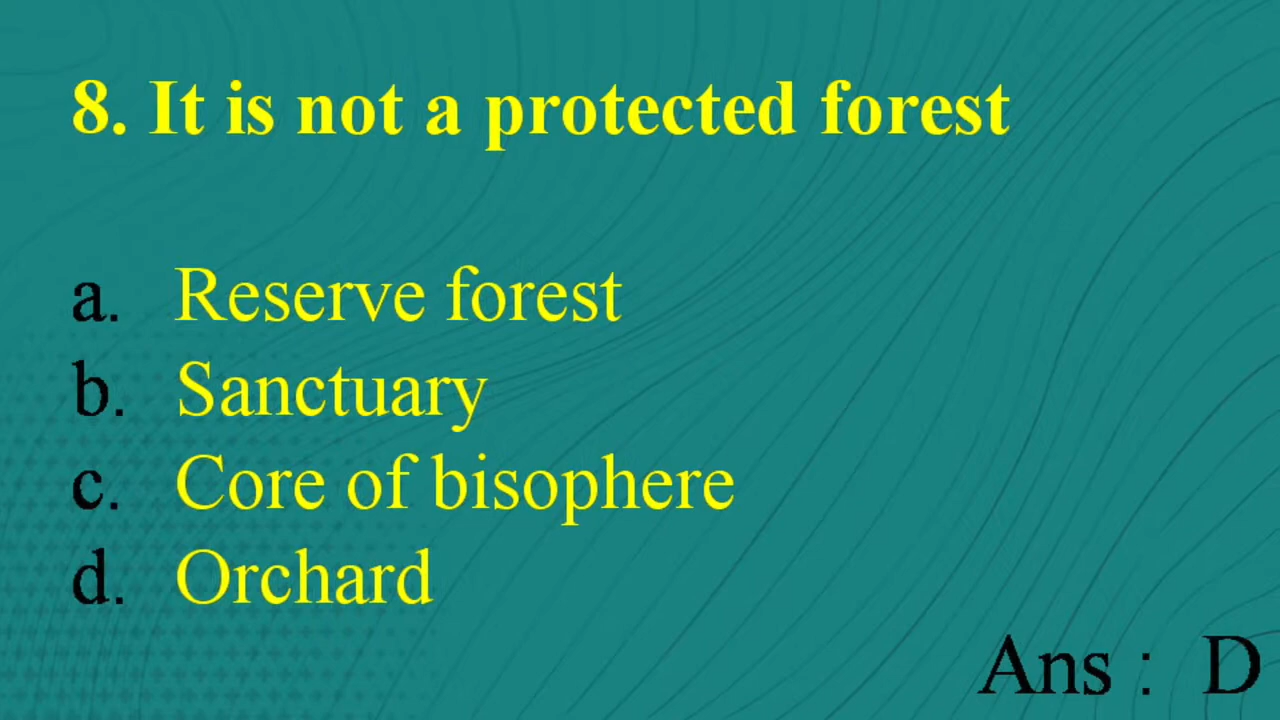 8. It is not a protected forest
a. Reserve forest
b. Sanctuary
c. Core of bisophere
d. Orchard
Ans : D